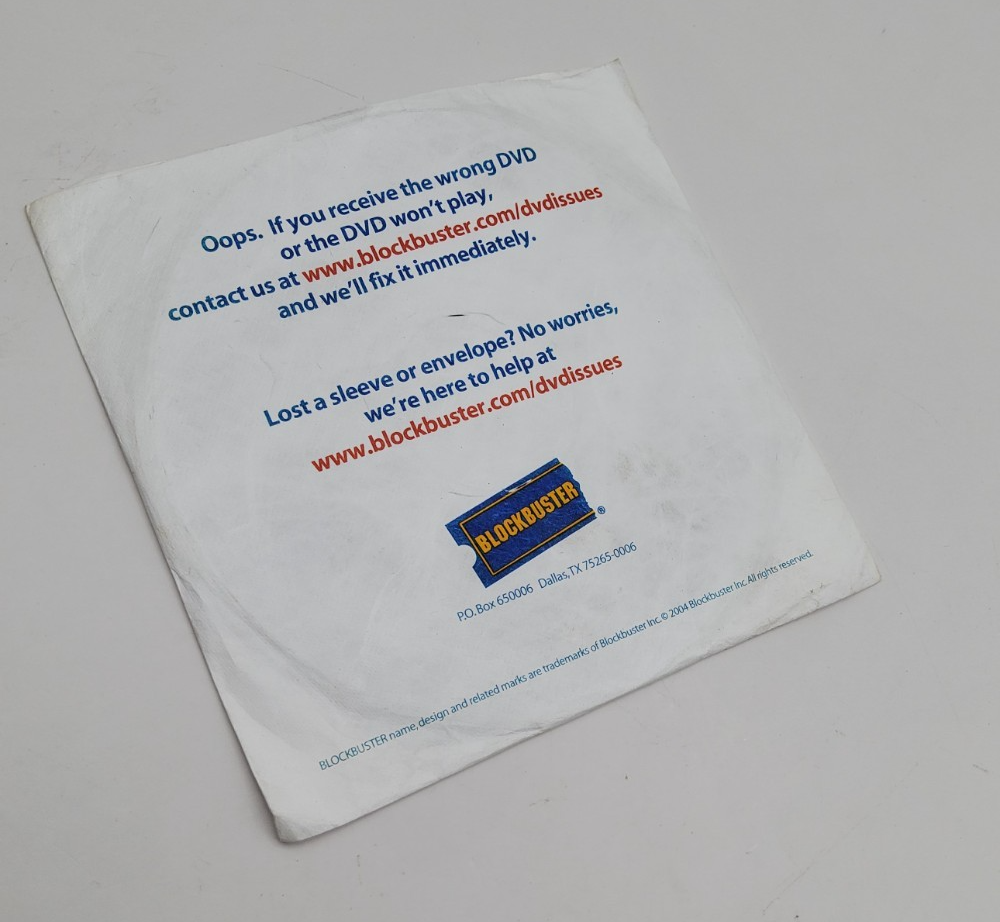 Oops. If you receive the wrong DVD
or the DVD won't play,
contact us at www.blockbuster.com/dvdissues
and we'll fix it immediately.
Lost a sleeve or envelope? No worries,
we're here to help at
www.blockbuster.com/dvdissues
BLOCKBUSTER®
P.O. Box 650006 Dallas, TX 75265-0006
BLOCKBUSTER name, design and related marks are trademarks of Blockbuster Inc. © 2004 Blockbuster Inc. All rights reserved.